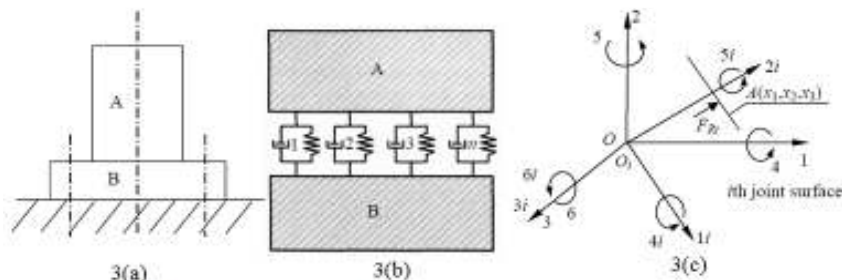 A
B
3(a)
A
1 2 3 m
B
3(b)
2
5
5i
2i
A(x₁,x₂,x₃)
O
O₁
4
1
6i
3i
3
6
4i
1i
ith joint surface
3(c)